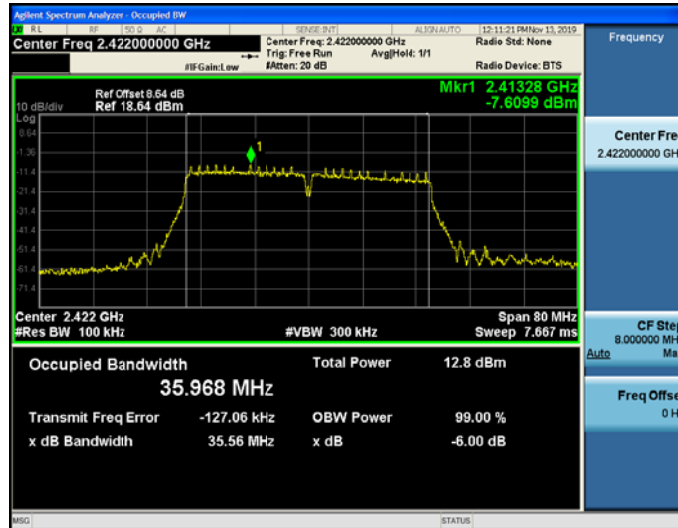 Agilent Spectrum Analyzer - Occupied BW
LXI RL RF 50 Ω AC SENSE:INT ALIGN AUTO 12:11:21 PM Nov 13, 2019
Center Freq 2.422000000 GHz
Center Freq: 2.422000000 GHz
Radio Std: None
Trig: Free Run Avg|Hold: 1/1
#IFGain:Low #Atten: 20 dB Radio Device: BTS
Frequency
Ref Offset 8.64 dB
10 dB/div Ref 18.64 dBm
Mkr1 2.41328 GHz
-7.6099 dBm
Log
8.64
-1.36
-11.4
-21.4
-31.4
-41.4
-51.4
-61.4
-71.4
1
Center Fre
2.422000000 GH
Center 2.422 GHz Span 80 MHz
#Res BW 100 kHz #VBW 300 kHz Sweep 7.667 ms
CF Step
8.000000 MH
Auto Ma
Occupied Bandwidth Total Power 12.8 dBm
35.968 MHz
Transmit Freq Error -127.06 kHz OBW Power 99.00 %
x dB Bandwidth 35.56 MHz x dB -6.00 dB
Freq Offse
0 H
MSG STATUS